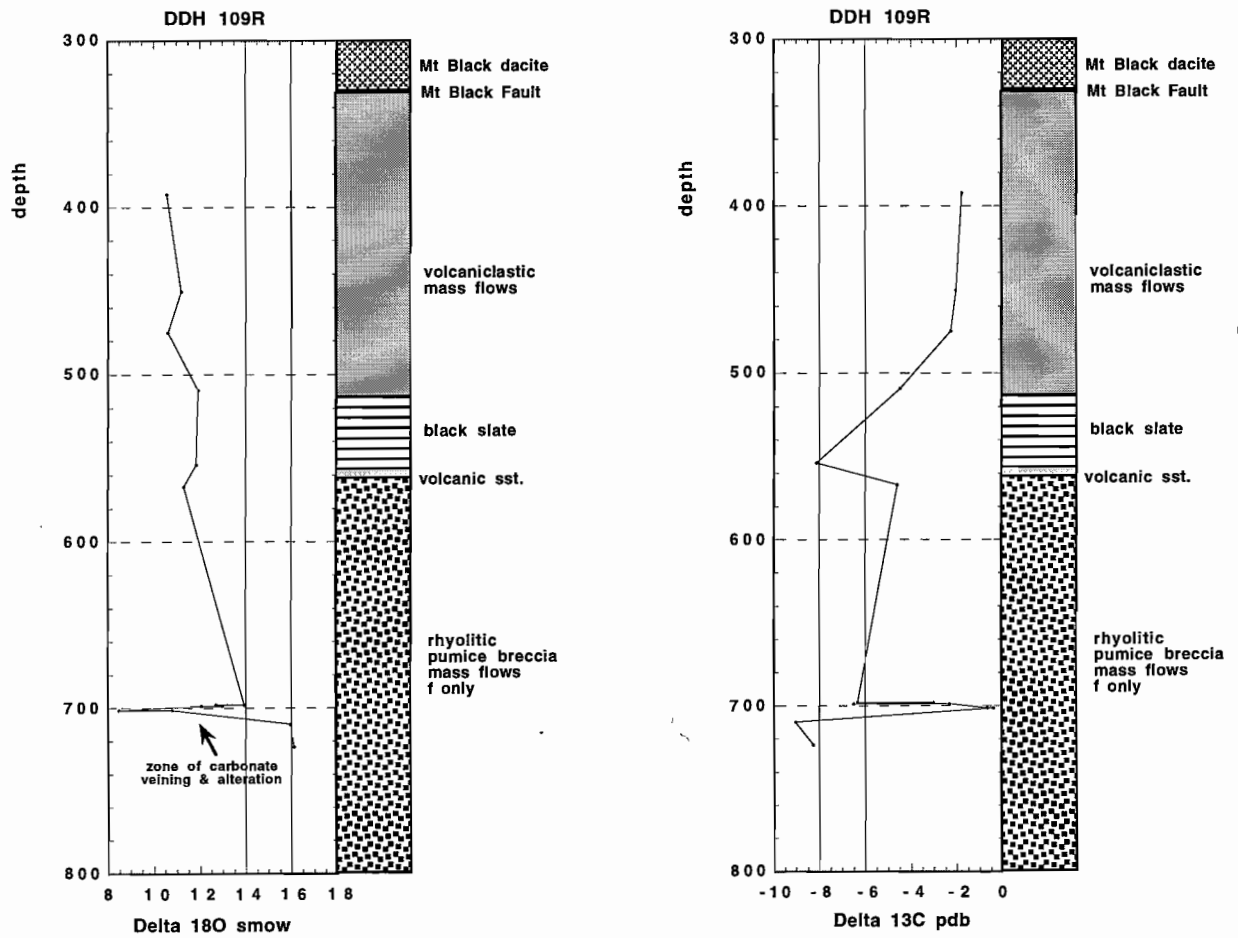 DDH 109R
300
400
500
600
700
800
depth
8
10
12
14
16
18
Delta 18O smow
Mt Black dacite
Mt Black Fault
volcaniclastic
mass flows
black slate
volcanic sst.
rhyolitic
pumice breccia
mass flows
f only
zone of carbonate
veining & alteration
DDH 109R
300
400
500
600
700
800
depth
-10
-8
-6
-4
-2
0
Delta 13C pdb
Mt Black dacite
Mt Black Fault
volcaniclastic
mass flows
black slate
volcanic sst.
rhyolitic
pumice breccia
mass flows
f only